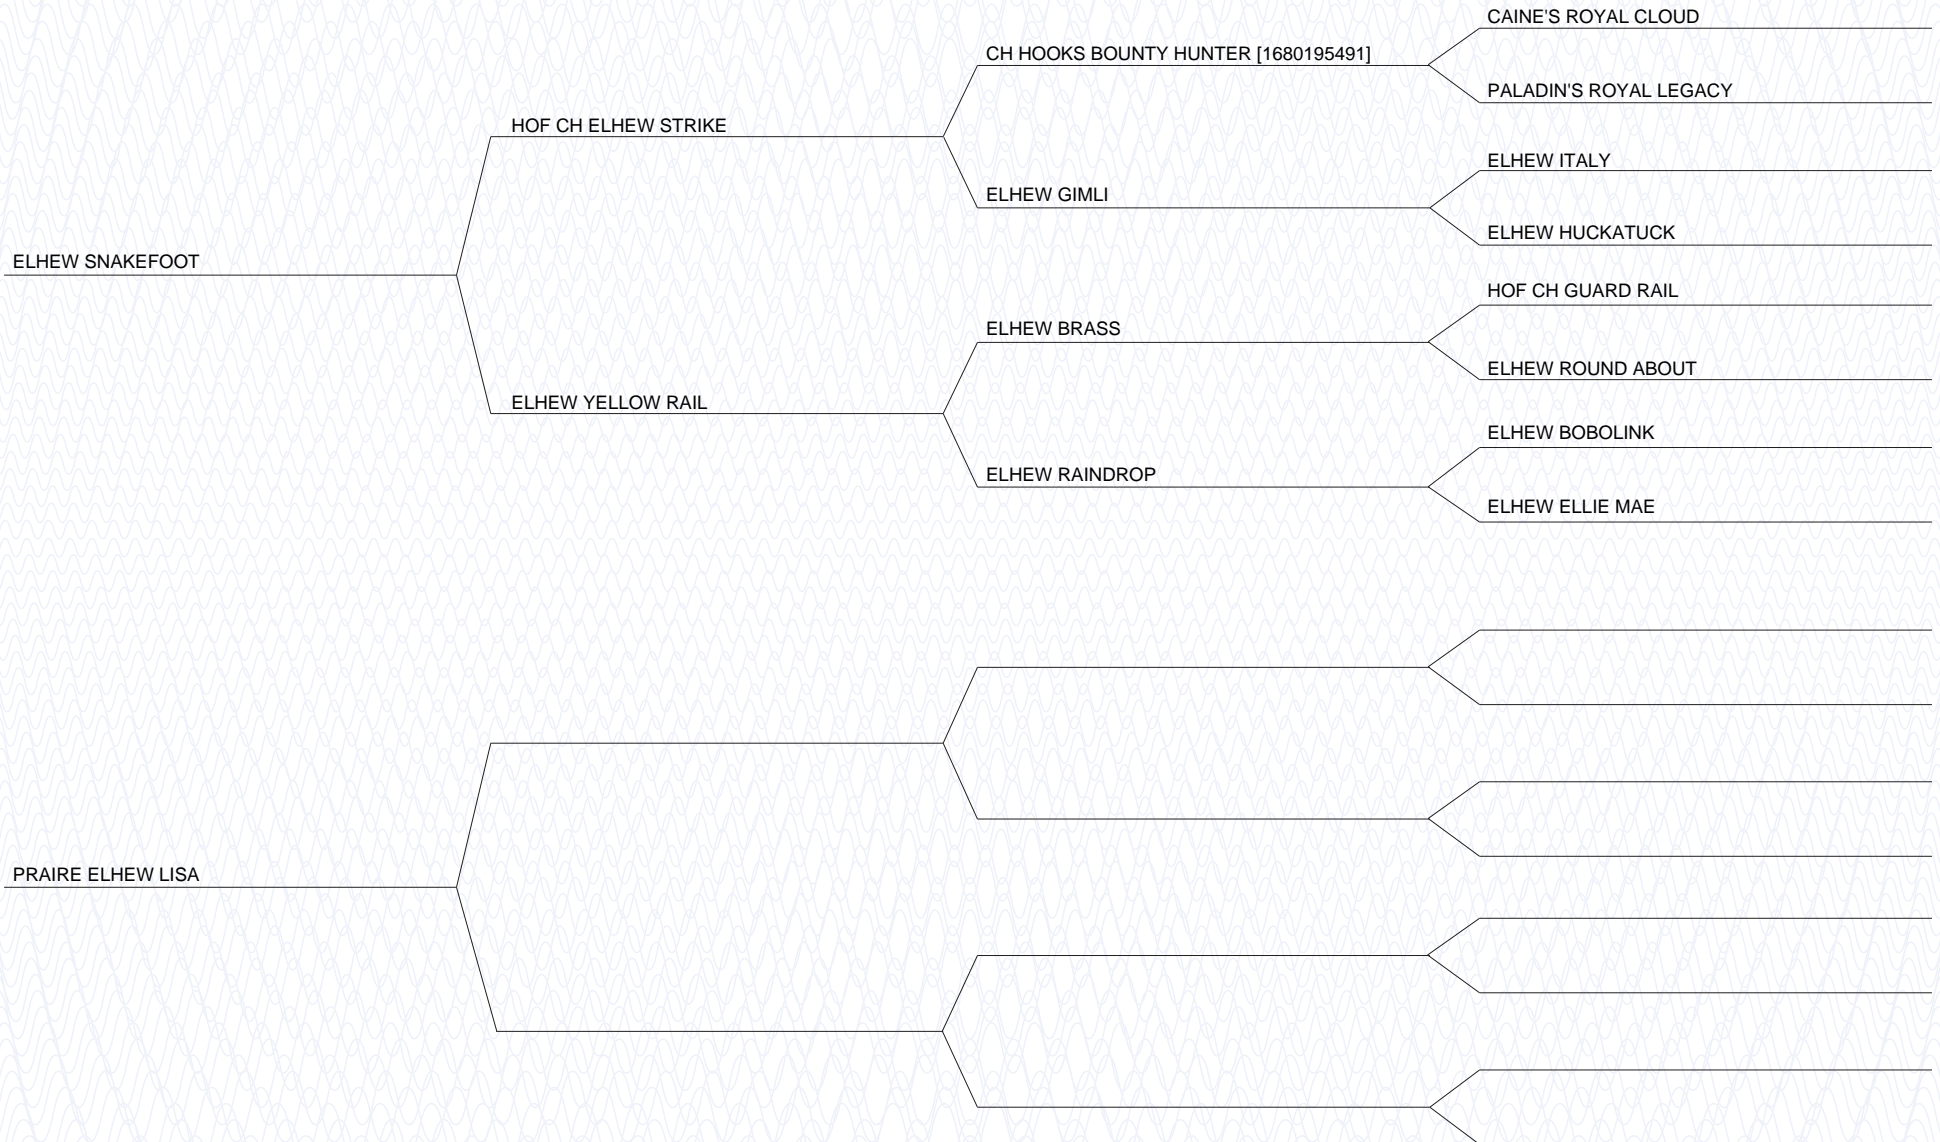 CAINE'S ROYAL CLOUD
CH HOOKS BOUNTY HUNTER [1680195491]
PALADIN'S ROYAL LEGACY
HOF CH ELHEW STRIKE
ELHEW ITALY
ELHEW GIMLI
ELHEW HUCKATUCK
ELHEW SNAKEFOOT
HOF CH GUARD RAIL
ELHEW BRASS
ELHEW ROUND ABOUT
ELHEW YELLOW RAIL
ELHEW BOBOLINK
ELHEW RAINDROP
ELHEW ELLIE MAE
PRAIRE ELHEW LISA